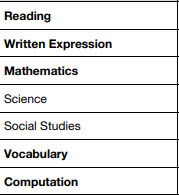 Reading
Written Expression
Mathematics
Science
Social Studies
Vocabulary
Computation